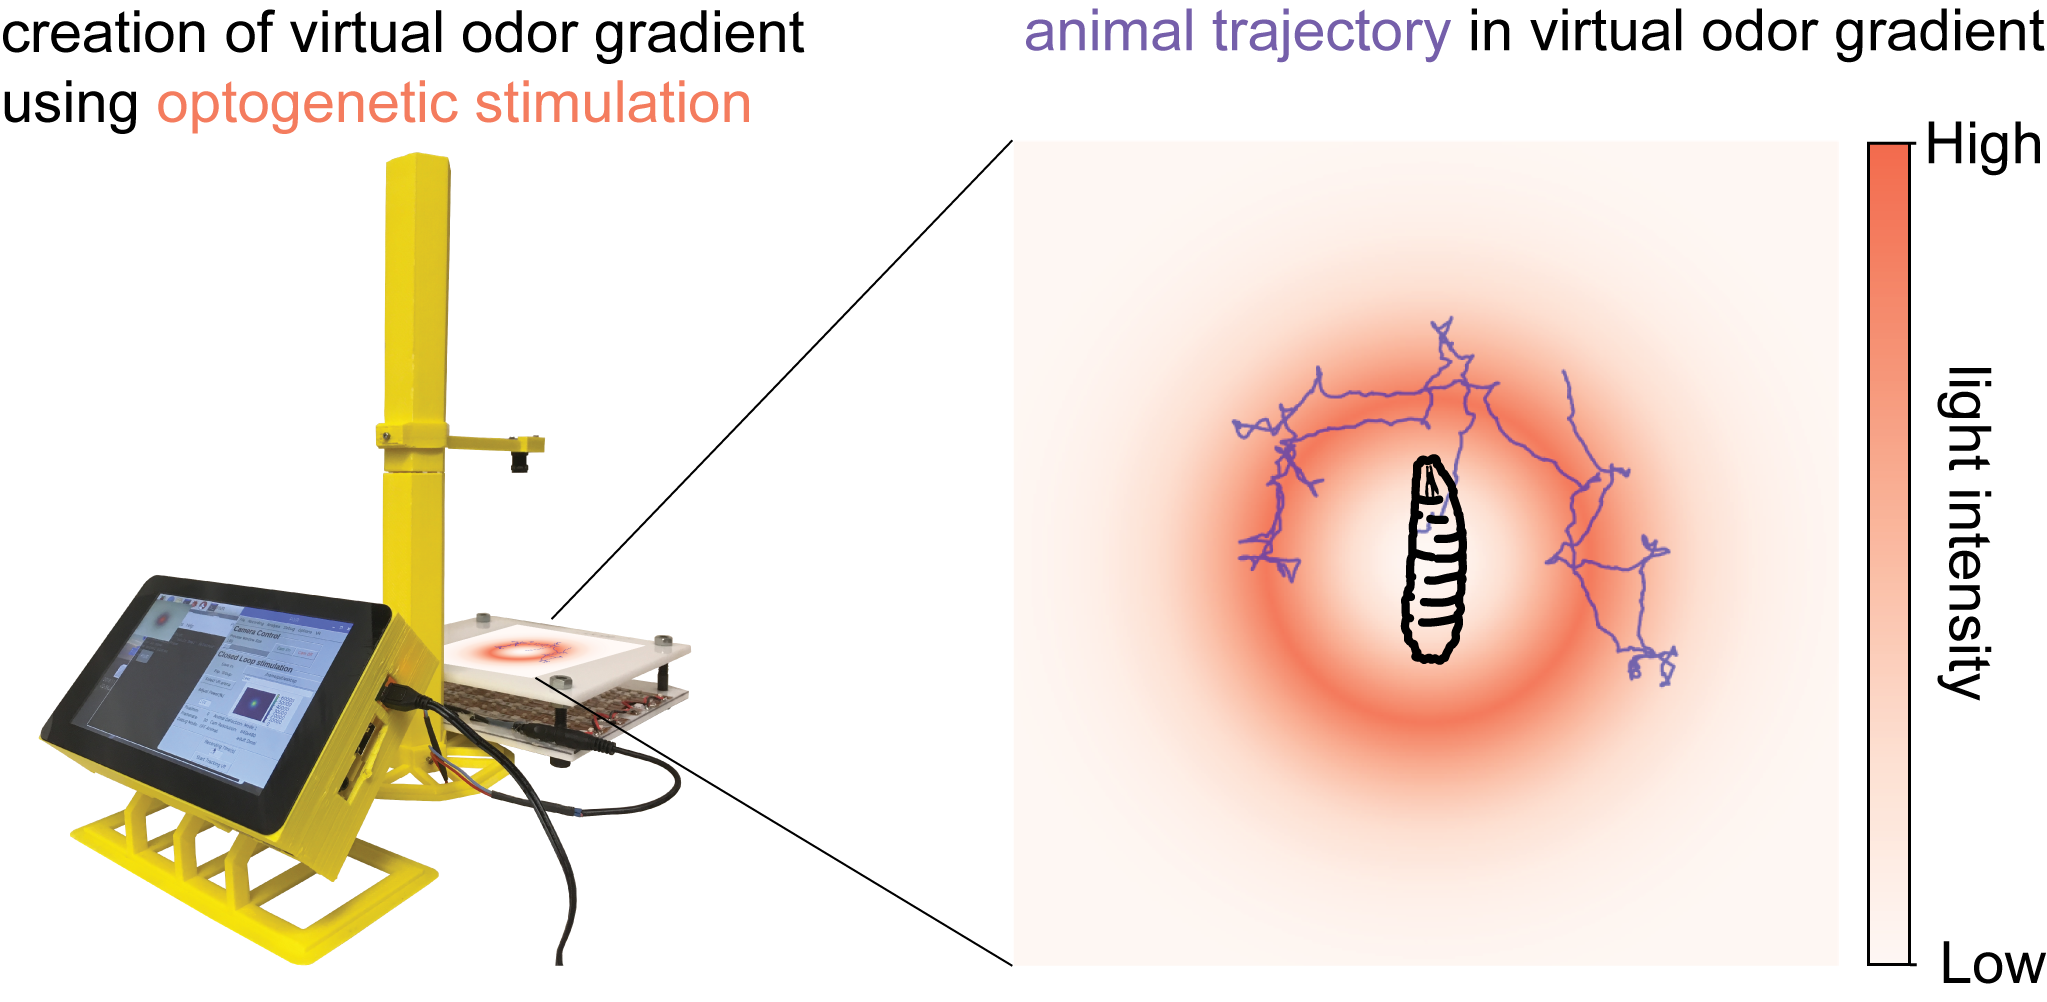 creation of virtual odor gradient
using optogenetic stimulation
animal trajectory in virtual odor gradient
High
light intensity
Low
Camera Control
Closed Loop stimulation